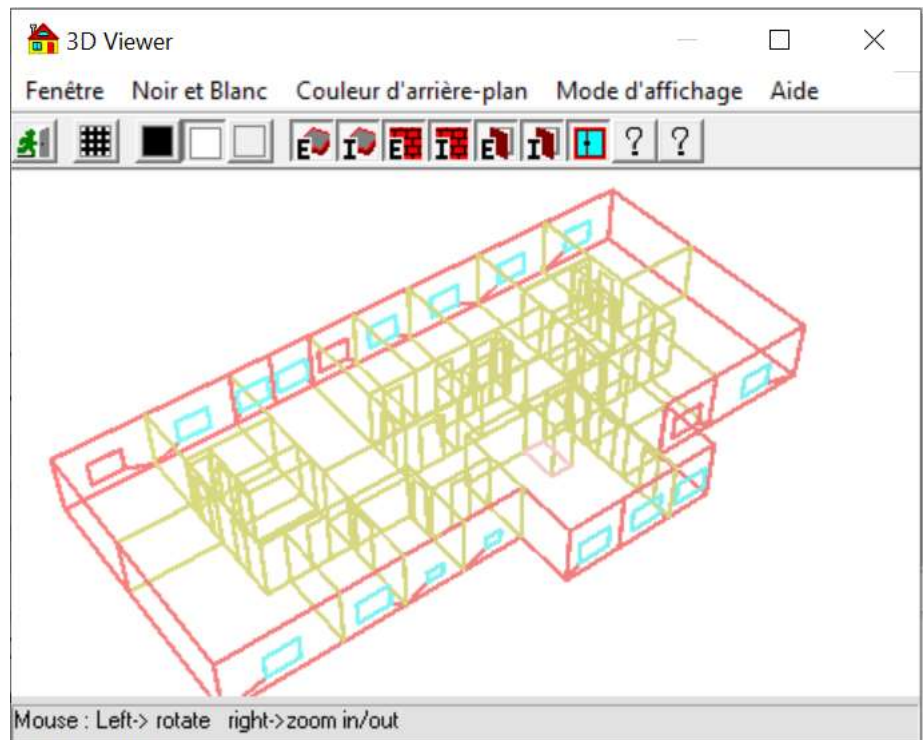 3D Viewer
Fenêtre Noir et Blanc Couleur d'arrière-plan Mode d'affichage Aide
E I E I E I ? ?
Mouse : Left-> rotate right->zoom in/out